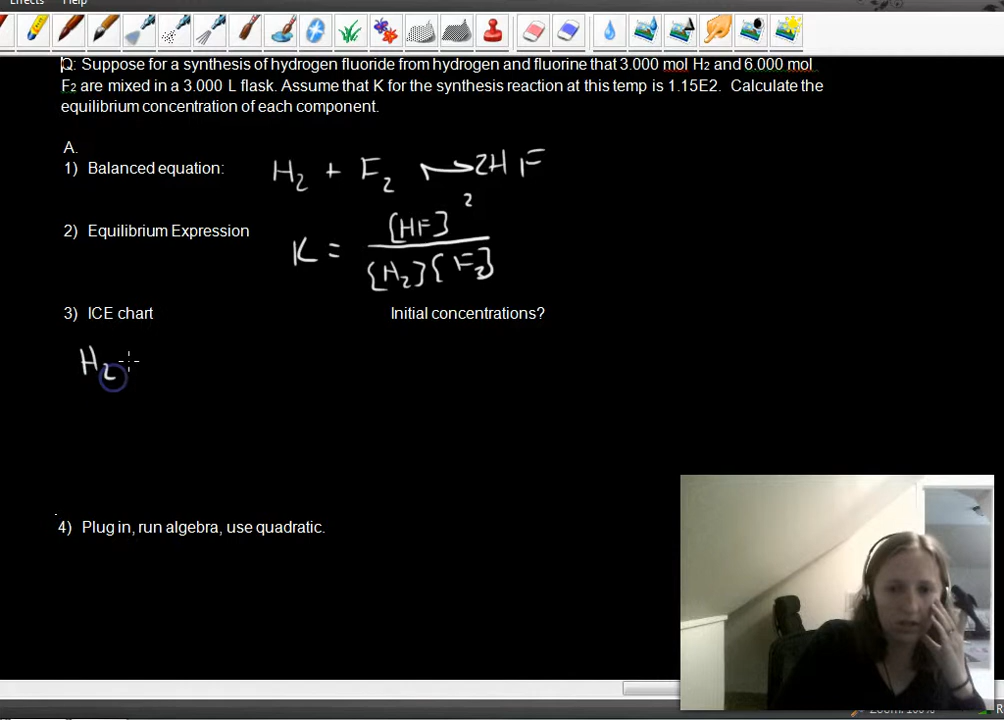 Effects Help
Q: Suppose for a synthesis of hydrogen fluoride from hydrogen and fluorine that 3.000 mol H2 and 6.000 mol
F2 are mixed in a 3.000 L flask. Assume that K for the synthesis reaction at this temp is 1.15E2. Calculate the
equilibrium concentration of each component.
A.
1) Balanced equation: H2 + F2 ⇌ 2HF
2) Equilibrium Expression K = [HF]2 / [H2][F2]
3) ICE chart Initial concentrations?
H2
4) Plug in, run algebra, use quadratic.
Zoom: 100%